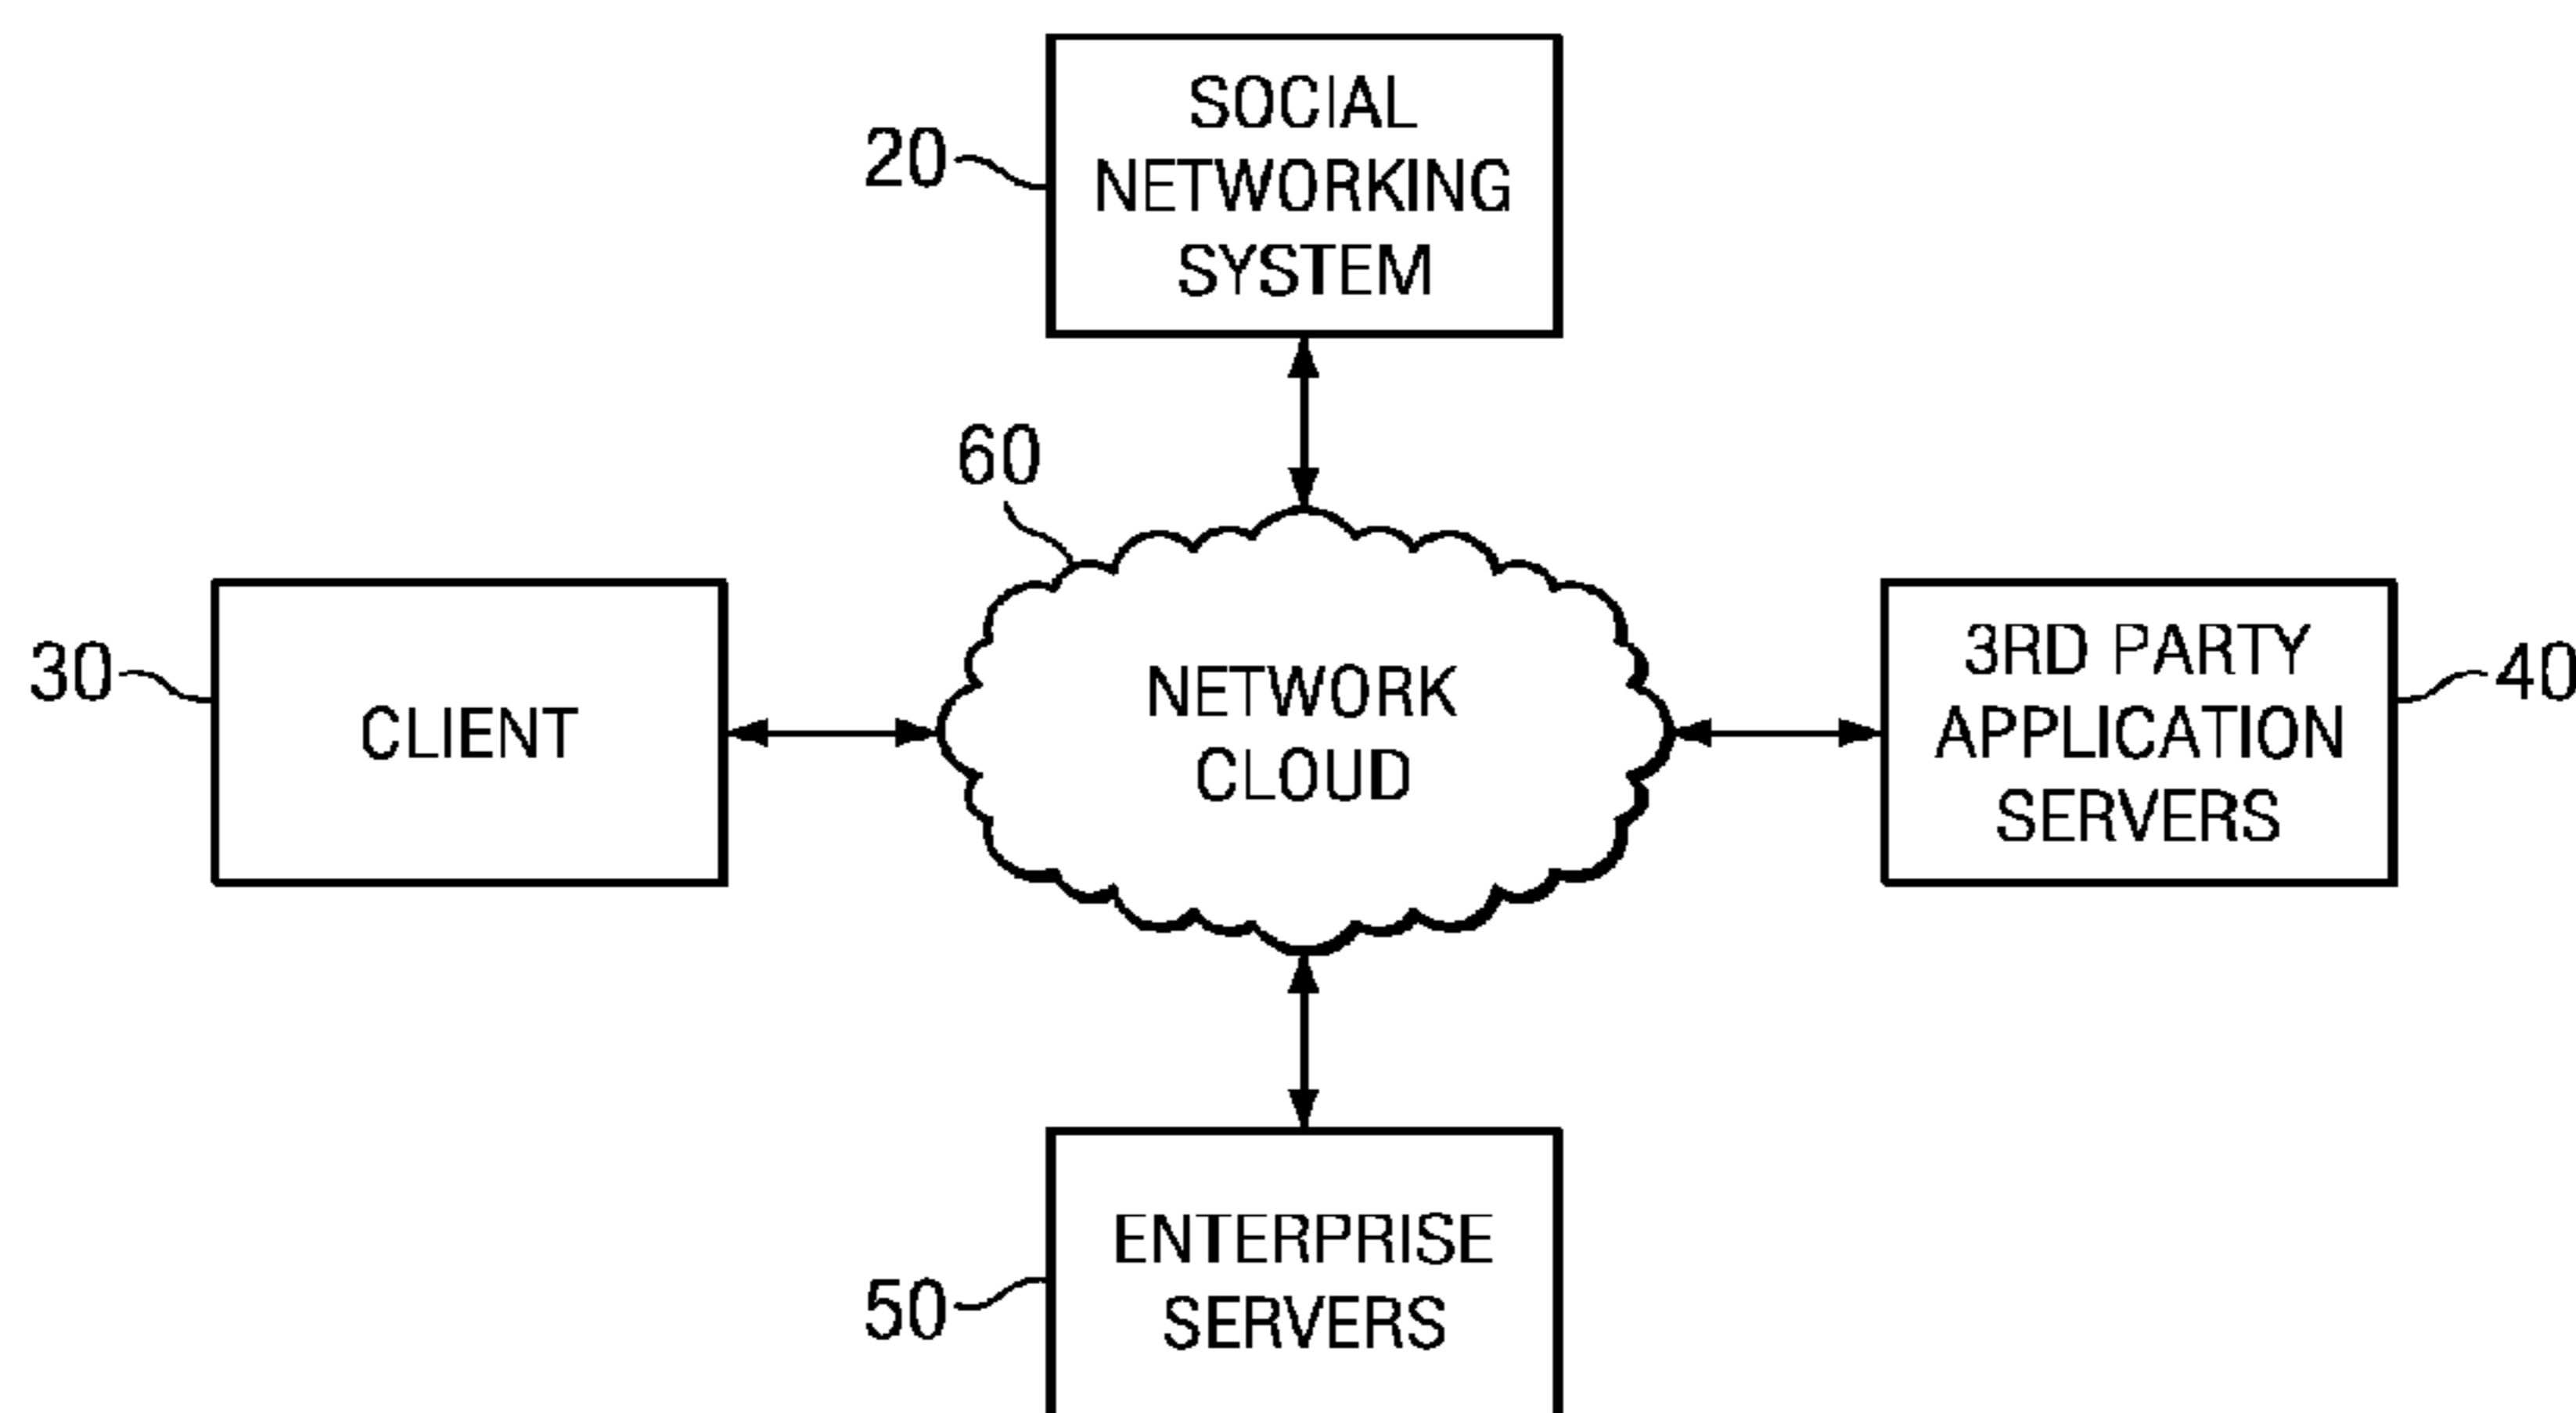 20
SOCIAL
NETWORKING
SYSTEM
60
30
CLIENT
NETWORK
CLOUD
3RD PARTY
APPLICATION
SERVERS
40
50
ENTERPRISE
SERVERS